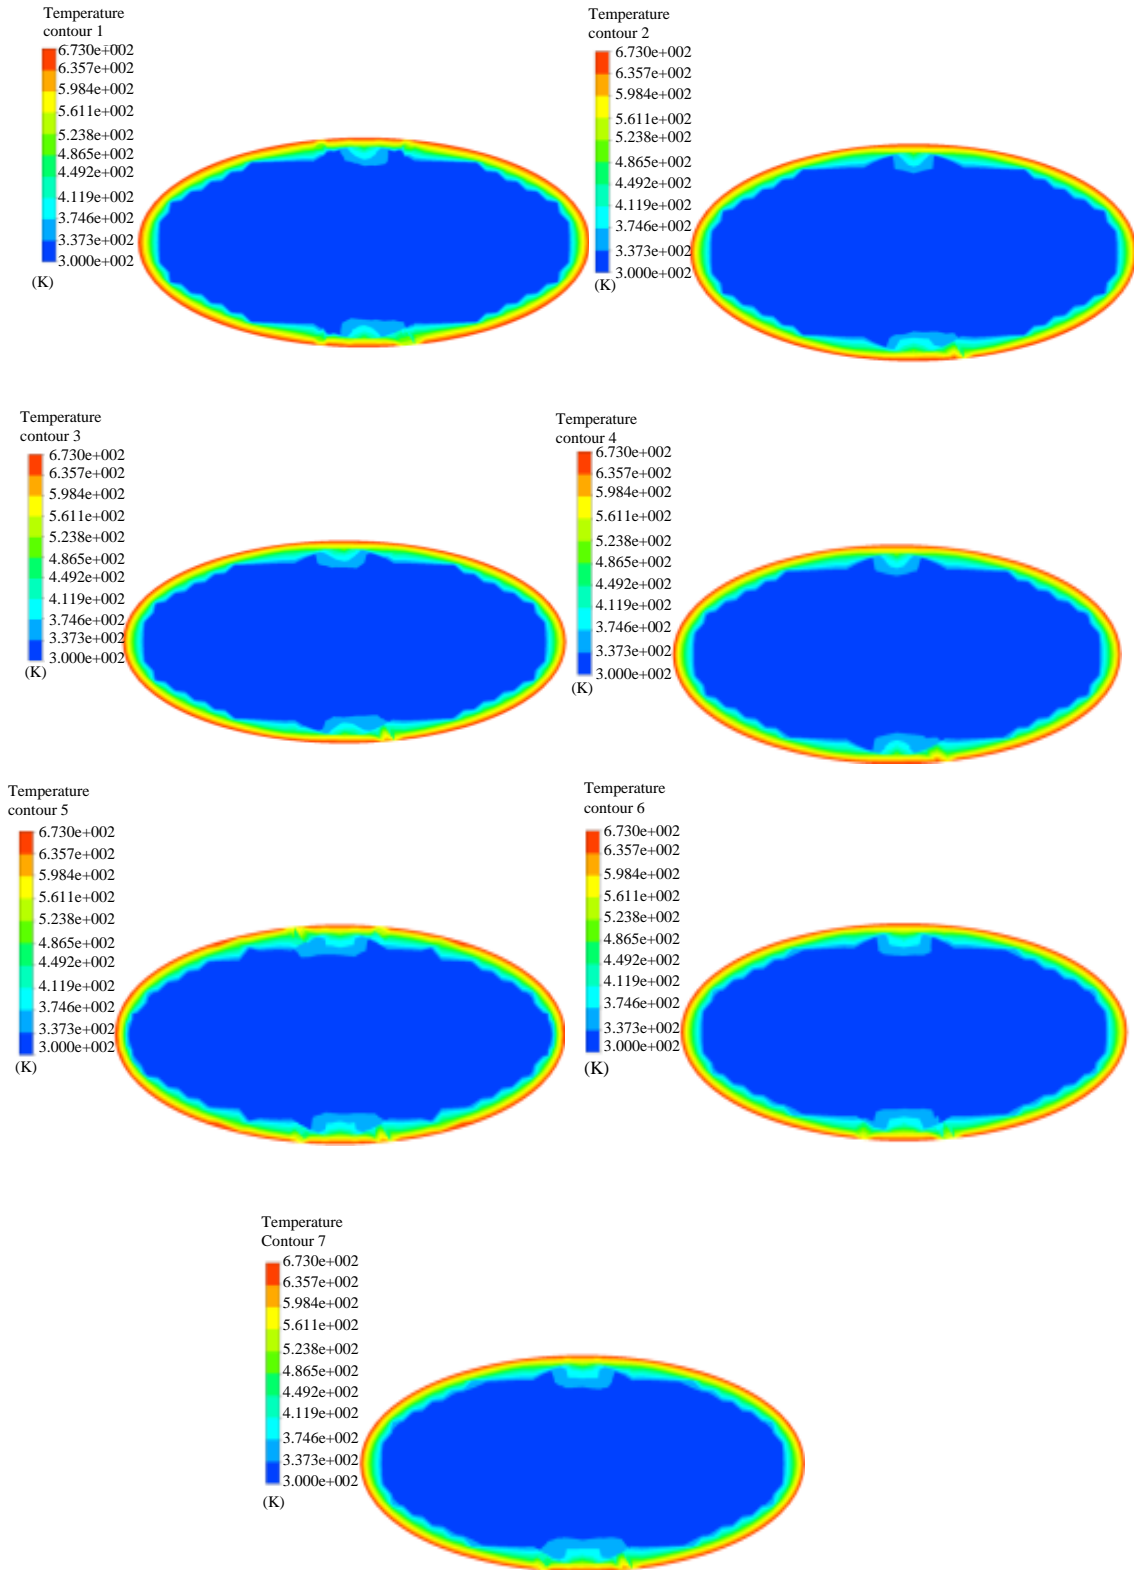 Temperature
contour 1
6.730e+002
6.357e+002
5.984e+002
5.611e+002
5.238e+002
4.865e+002
4.492e+002
4.119e+002
3.746e+002
3.373e+002
3.000e+002
(K)
Temperature
contour 2
6.730e+002
6.357e+002
5.984e+002
5.611e+002
5.238e+002
4.865e+002
4.492e+002
4.119e+002
3.746e+002
3.373e+002
3.000e+002
(K)
Temperature
contour 3
6.730e+002
6.357e+002
5.984e+002
5.611e+002
5.238e+002
4.865e+002
4.492e+002
4.119e+002
3.746e+002
3.373e+002
3.000e+002
(K)
Temperature
contour 4
6.730e+002
6.357e+002
5.984e+002
5.611e+002
5.238e+002
4.865e+002
4.492e+002
4.119e+002
3.746e+002
3.373e+002
3.000e+002
(K)
Temperature
contour 5
6.730e+002
6.357e+002
5.984e+002
5.611e+002
5.238e+002
4.865e+002
4.492e+002
4.119e+002
3.746e+002
3.373e+002
3.000e+002
(K)
Temperature
contour 6
6.730e+002
6.357e+002
5.984e+002
5.611e+002
5.238e+002
4.865e+002
4.492e+002
4.119e+002
3.746e+002
3.373e+002
3.000e+002
(K)
Temperature
Contour 7
6.730e+002
6.357e+002
5.984e+002
5.611e+002
5.238e+002
4.865e+002
4.492e+002
4.119e+002
3.746e+002
3.373e+002
3.000e+002
(K)